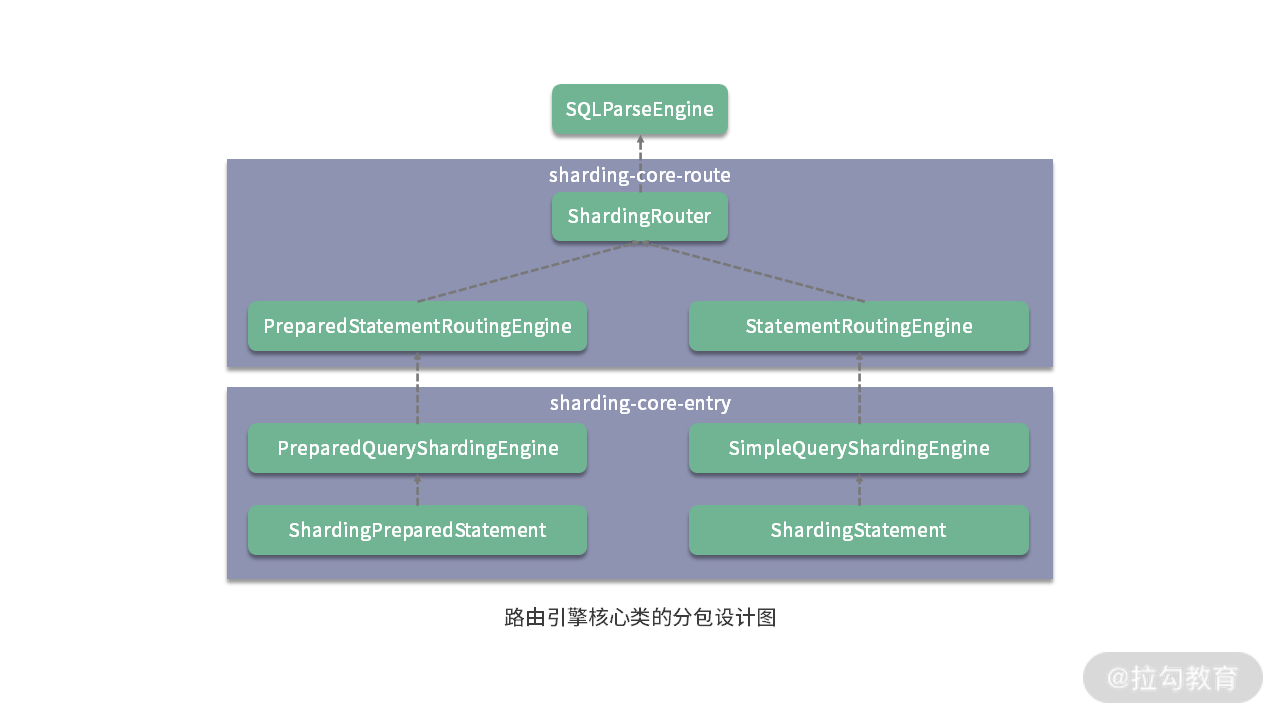 SQLParseEngine
sharding-core-route
ShardingRouter
PreparedStatementRoutingEngine
StatementRoutingEngine
sharding-core-entry
PreparedQueryShardingEngine
SimpleQueryShardingEngine
ShardingPreparedStatement
ShardingStatement
路由引擎核心类的分包设计图
@拉勾教育